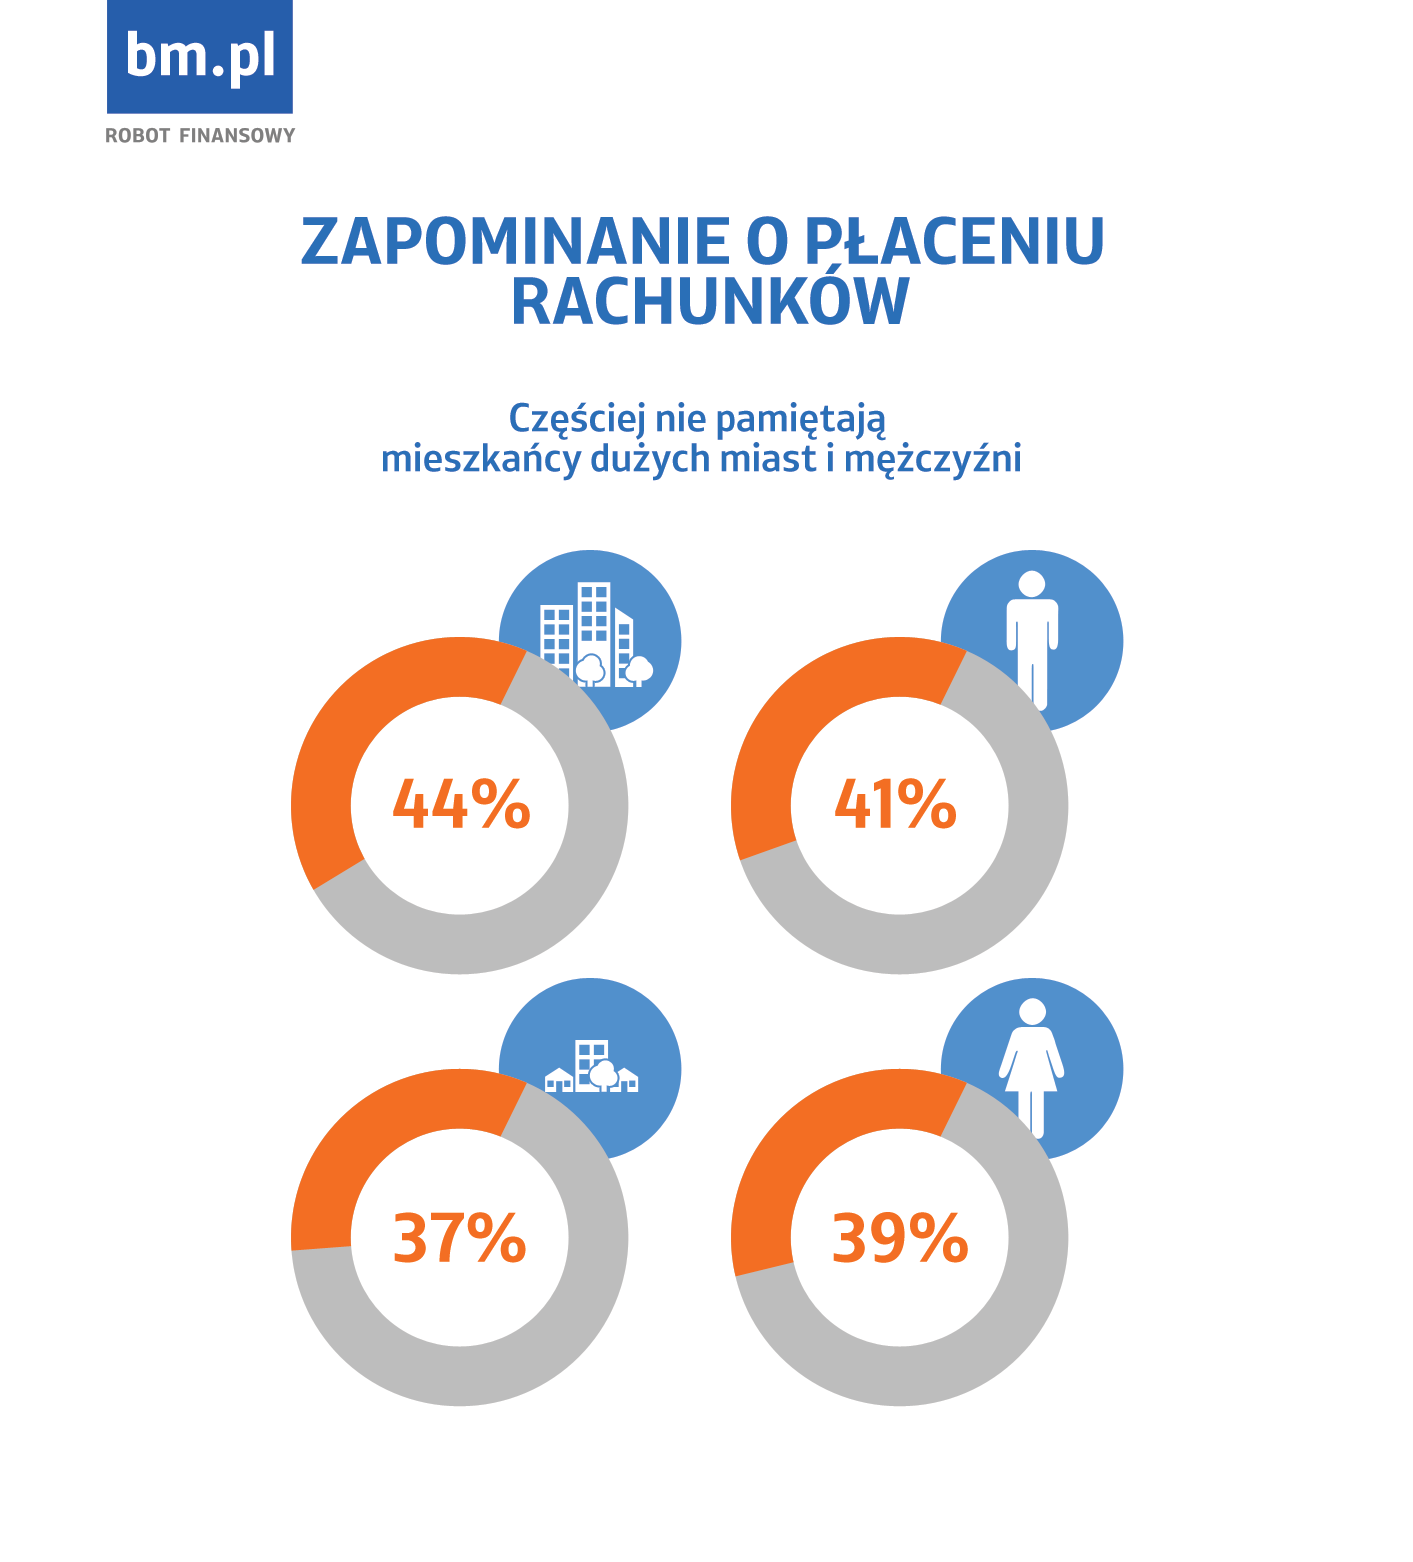 bm.pl
ROBOT FINANSOWY
ZAPOMINANIE O PŁACENIU
RACHUNKÓW
Częściej nie pamiętają
mieszkańcy dużych miast i mężczyźni
44%
41%
37%
39%